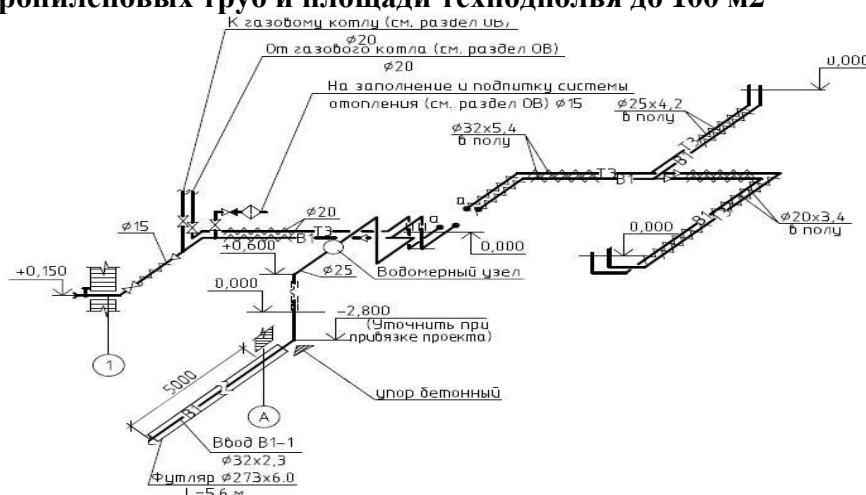 ропиленовых труб и площади техподполья до 100 м2
К газовому котлу (см. раздел ОВ)
ø20
От газового котла (см. раздел ОВ)
ø20
На заполнение и подпитку системы
отопления (см. раздел ОВ) ø15
0,000
ø25х4,2
в полу
ø32х5,4
в полу
Т3
В1
Т3
В1
а
а
ø20
ø15
Т3
В1
+0,600
0,000
В1
Т3
ø20х3,4
в полу
0,000
+0,150
ø25
Водомерный узел
0,000
-2,800
(Уточнить при
привязке проекта)
1
5000
упор бетонный
А
В1
Ввод В1-1
ø32х2,3
Футляр ø273х6.0
L=5,6 м